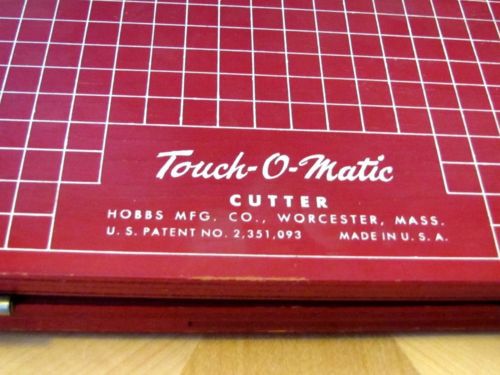 Touch-O-Matic
CUTTER
HOBBS MFG. CO., WORCESTER, MASS.
U. S. PATENT NO. 2,351,093 MADE IN U. S. A.